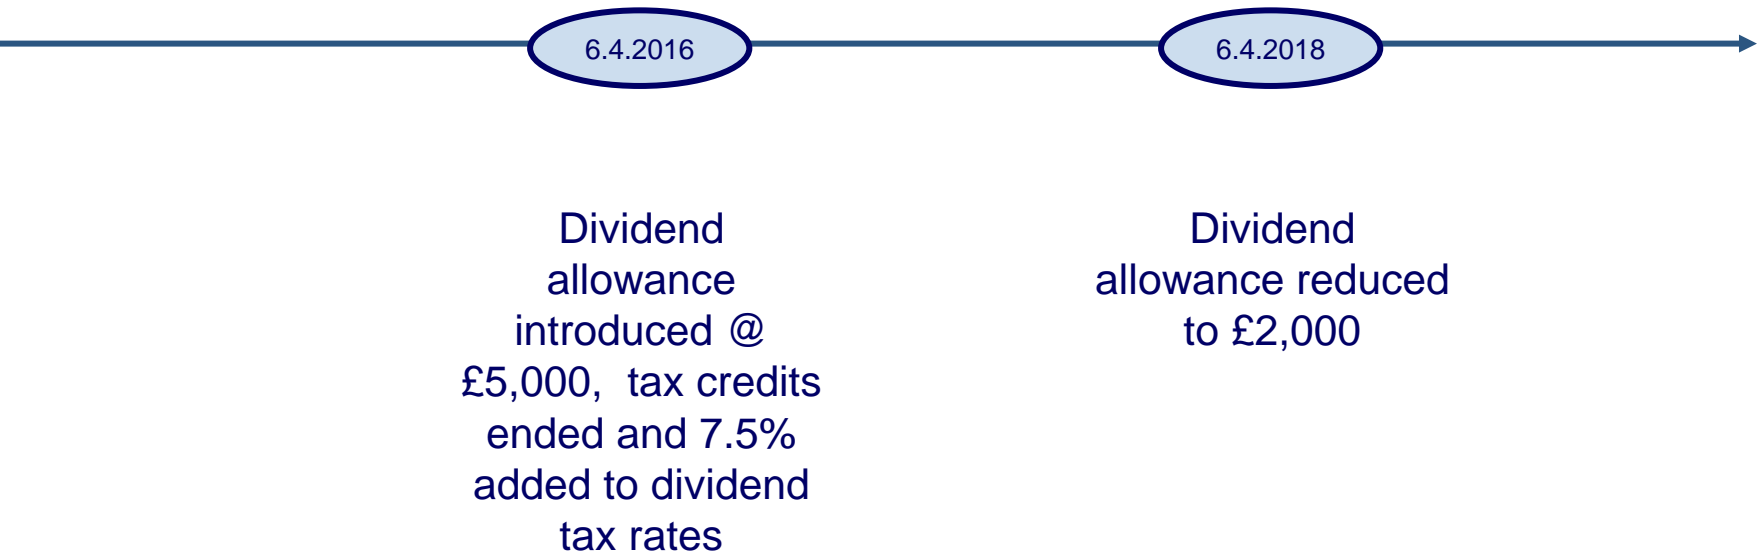 6.4.2016
6.4.2018
Dividend
allowance
introduced @
£5,000,  tax credits
ended and 7.5%
added to dividend
tax rates
Dividend
allowance reduced
to £2,000